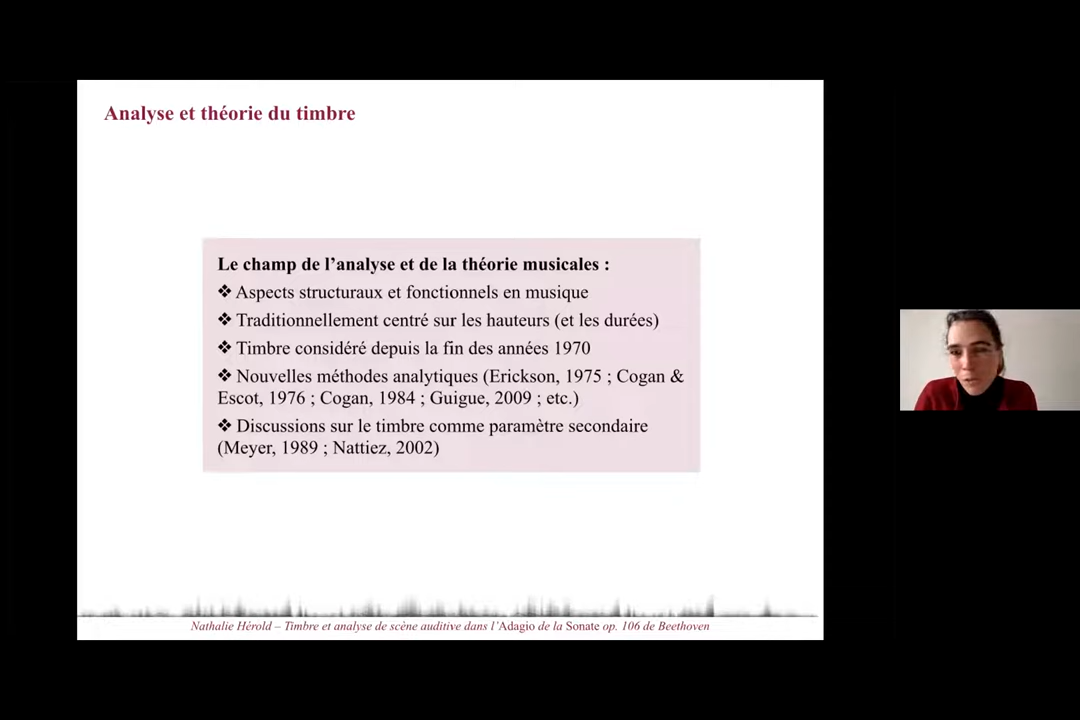 Analyse et théorie du timbre
Le champ de l’analyse et de la théorie musicales :
❖ Aspects structuraux et fonctionnels en musique
❖ Traditionnellement centré sur les hauteurs (et les durées)
❖ Timbre considéré depuis la fin des années 1970
❖ Nouvelles méthodes analytiques (Erickson, 1975 ; Cogan &
Escot, 1976 ; Cogan, 1984 ; Guigue, 2009 ; etc.)
❖ Discussions sur le timbre comme paramètre secondaire
(Meyer, 1989 ; Nattiez, 2002)
Nathalie Hérold – Timbre et analyse de scène auditive dans l’Adagio de la Sonate op. 106 de Beethoven